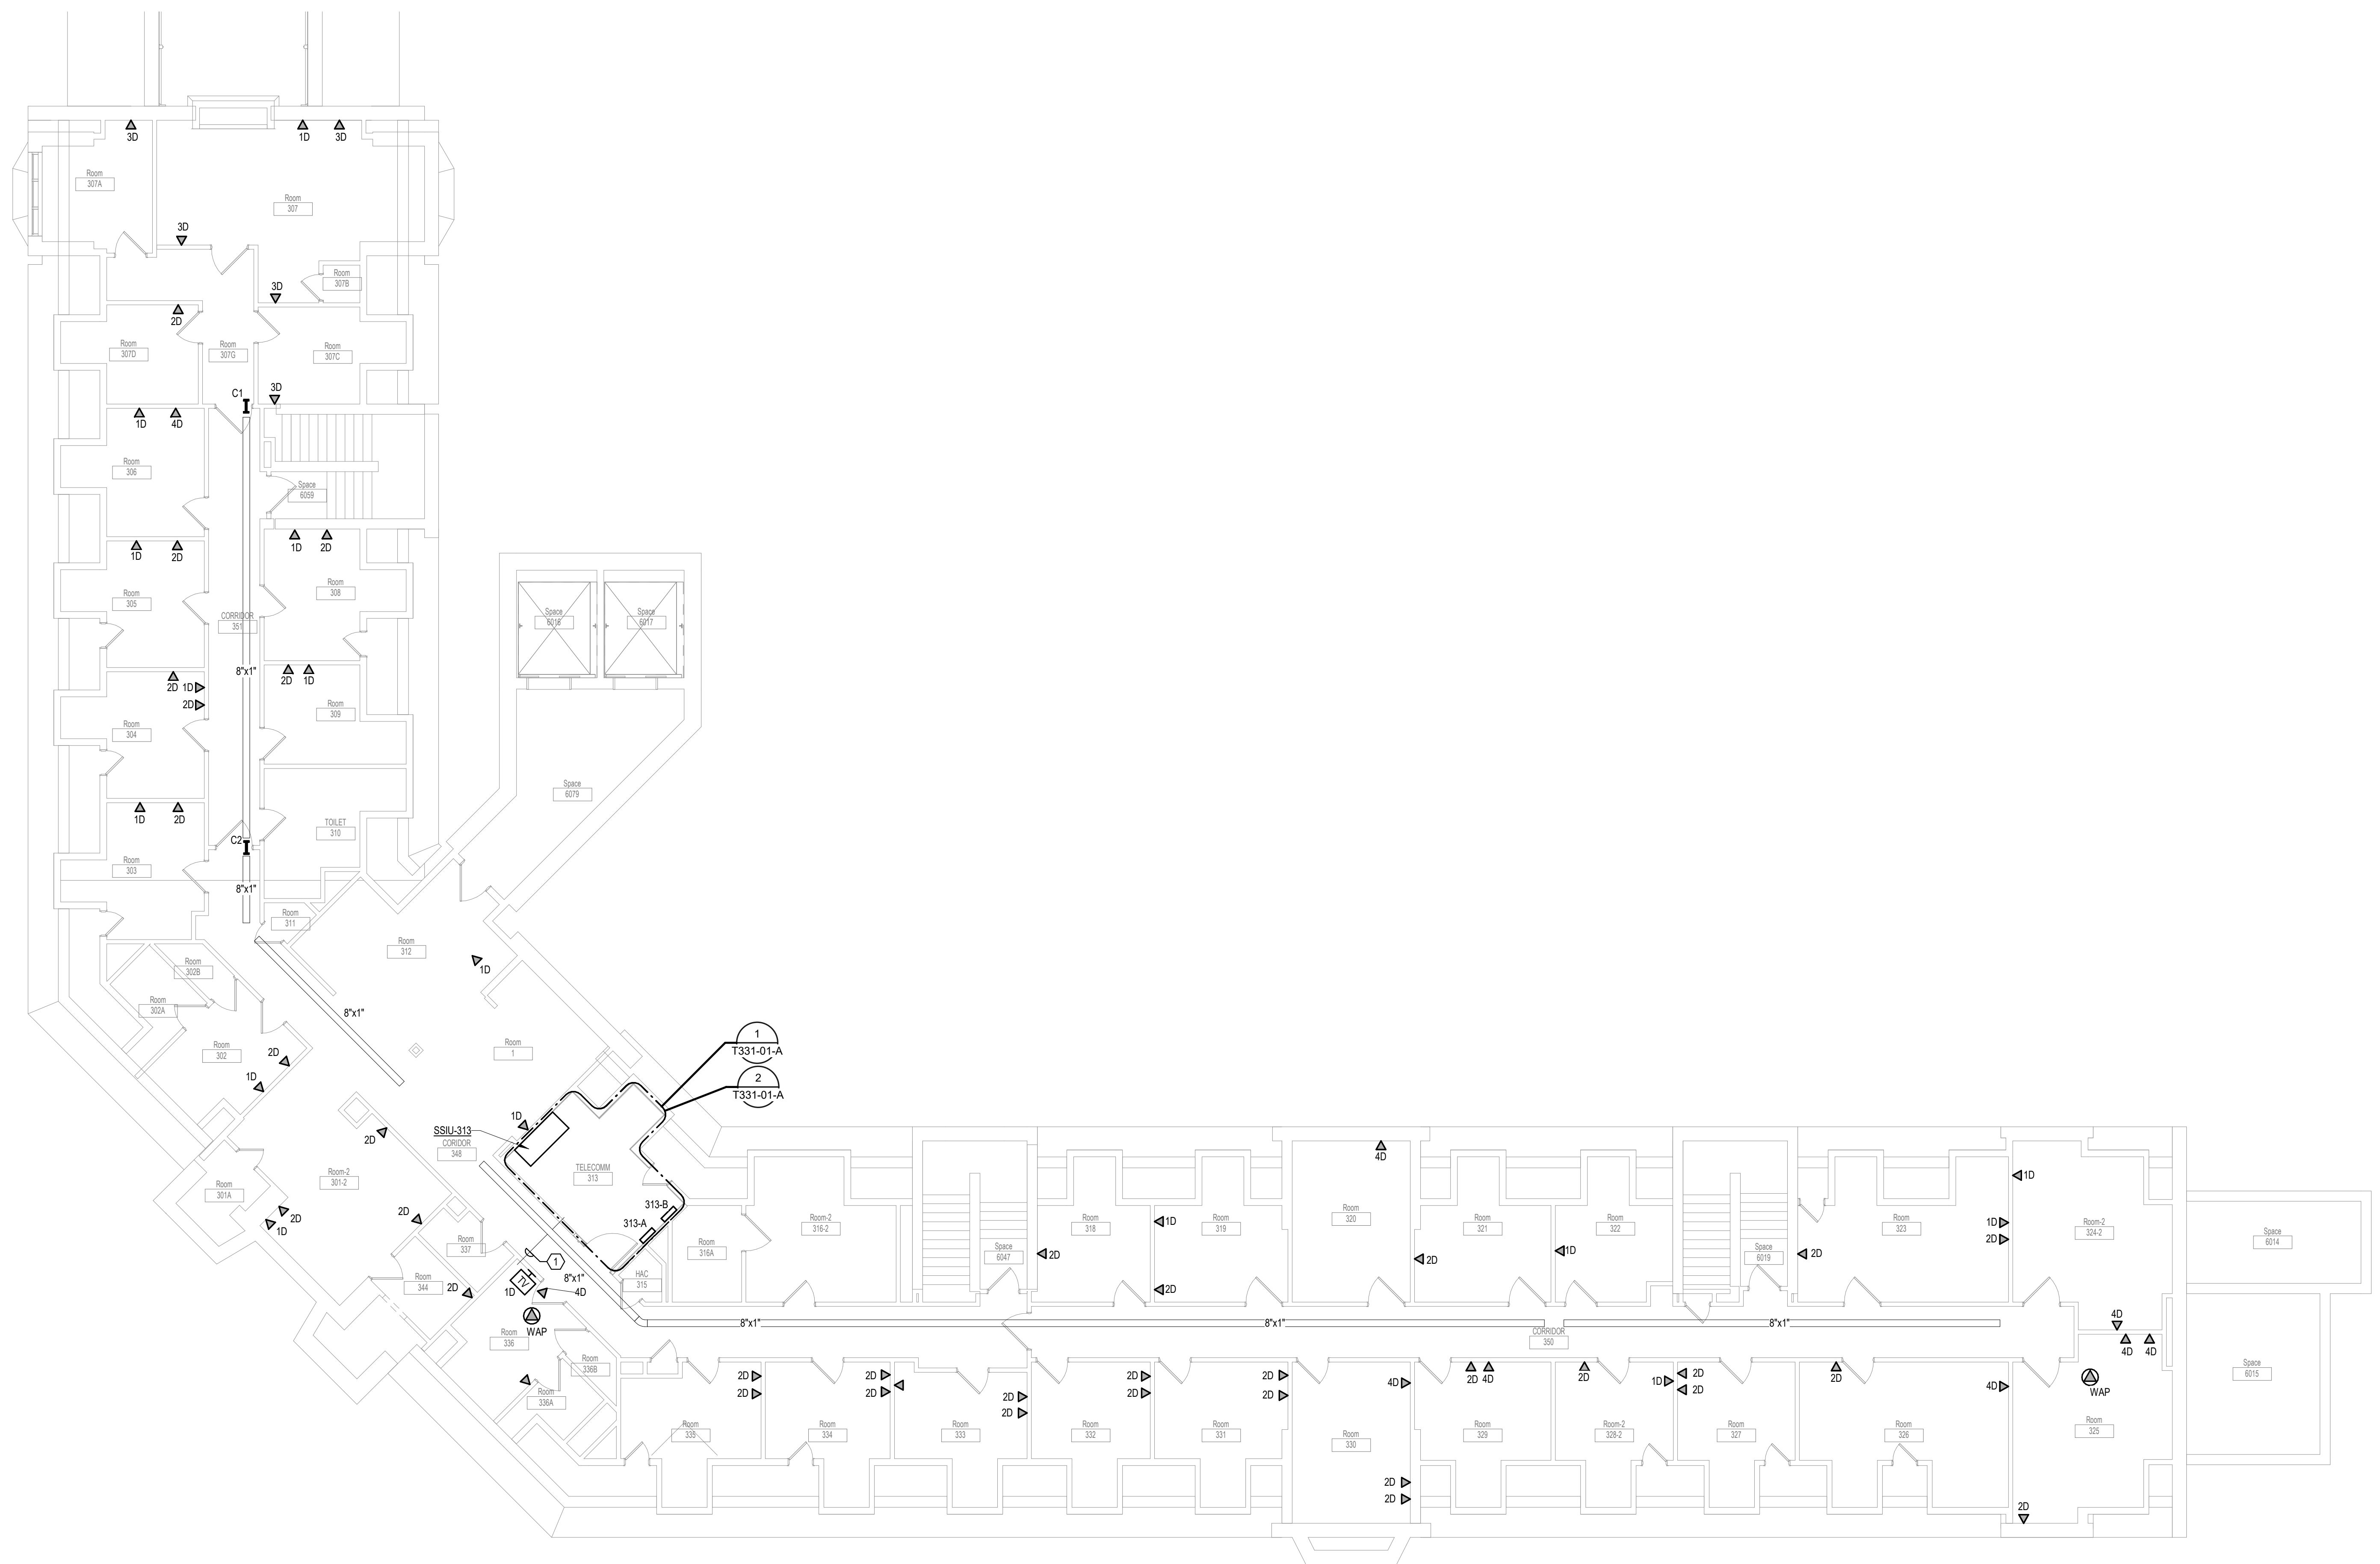 3D
1D
3D
Room
307A
Room
307
3D
Room
307B
3D
2D
Room
307D
Room
307G
Room
307C
C1
3D
1D
4D
Room
306
Space
6059
1D
2D
1D
2D
Room
305
Room
308
CORRIDOR
351
Space
6016
Space
6017
8"x1"
2D
1D
2D
1D
2D
Room
304
Room
309
Space
6079
1D
2D
TOILET
310
C2
Room
303
8"x1"
Room
311
Room
312
1D
Room
302B
Room
302A
8"x1"
Room
302
2D
1D
Room
1
1
T331-01-A
2
T331-01-A
1D
SSIU-313
CORIDOR
348
2D
TELECOMM
313
Room-2
301-2
Room
301A
2D
1D
2D
313-B
313-A
Room
337
Room
344
2D
1
8"x1"
TV
1D
4D
WAP
HAC
315
Room
316A
Room-2
316-2
Space
6047
Room
318
2D
1D
2D
Room
319
4D
Room
320
2D
Room
321
1D
Room
322
Space
6019
2D
Room
323
1D
1D
2D
Room-2
324-2
Space
6014
8"x1"
8"x1"
CORRIDOR
350
8"x1"
4D
4D
4D
WAP
Space
6015
Room
336
Room
336B
Room
336A
2D
2D
Room
335
2D
2D
Room
334
2D
2D
Room
333
2D
2D
Room
332
2D
2D
Room
331
4D
Room
330
2D
2D
2D
4D
Room
329
2D
1D
Room-2
328-2
2D
2D
Room
327
2D
4D
Room
326
Room
325
2D